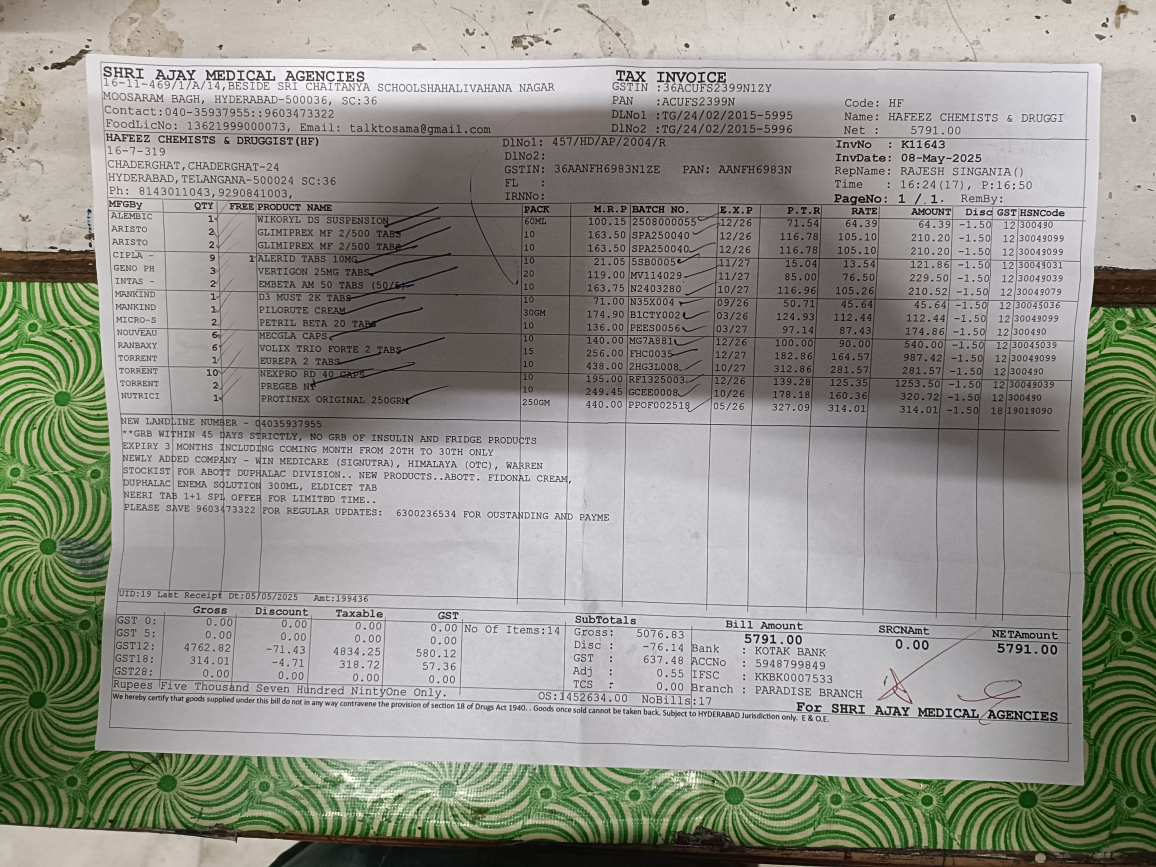 SHRI AJAY MEDICAL AGENCIES
16-11-469/1/A/14,BESIDE SRI CHAITANYA SCHOOLSHAHALIVAHANA NAGAR
MOOSARAM BAGH, HYDERABAD-500036, SC:36
Contact:040-35937955::9603473322
FoodLicNo: 13621999000073, Email: talktosama@gmail.com
TAX INVOICE
GSTIN :36ACUFS2399N1ZY
PAN :ACUFS2399N
DLNo1 :TG/24/02/2015-5995
DLNo2 :TG/24/02/2015-5996
Code: HF
Name: HAFEEZ CHEMISTS & DRUGGI
Net : 5791.00
HAFEEZ CHEMISTS & DRUGGIST(HF)
16-7-319
CHADERGHAT,CHADERGHAT-24
HYDERABAD,TELANGANA-500024 SC:36
Ph: 8143011043,9290841003,
DlNo1: 457/HD/AP/2004/R
DlNo2:
GSTIN: 36AANFH6983N1ZE PAN: AANFH6983N
FL :
IRNNo:
InvNo : K11643
InvDate: 08-May-2025
RepName: RAJESH SINGANIA()
Time : 16:24(17), P:16:50
PageNo: 1 / 1. RemBy:
MFGBy QTY FREE PRODUCT NAME PACK M.R.P BATCH NO. E.X.P P.T.R RATE AMOUNT Disc GST HSNCode
ALEMBIC 1 WIKORYL DS SUSPENSION 60ML 100.15 2508000055 12/26 71.54 64.39 64.39 -1.50 12 300490
ARISTO 2 GLIMIPREX MF 2/500 TABS 10 163.50 SPA250040 12/26 116.78 105.10 210.20 -1.50 12 30049099
ARISTO 2 GLIMIPREX MF 2/500 TABS 10 163.50 SPA250040 12/26 116.78 105.10 210.20 -1.50 12 30049099
CIPLA - 9 1 ALERID TABS 10MG 10 21.05 5SB0005 11/27 15.04 13.54 121.86 -1.50 12 30049031
GENO PH 3 VERTIGON 25MG TABS 20 119.00 MV114029 11/27 85.00 76.50 229.50 -1.50 12 30049039
INTAS - 2 EMBETA AM 50 TABS (50/5) 10 163.75 N2403280 10/27 116.96 105.26 210.52 -1.50 12 30049079
MANKIND 1 D3 MUST 2K TABS 10 71.00 N35X004 09/26 50.71 45.64 45.64 -1.50 12 30045036
MANKIND 1 PILORUTE CREAM 30GM 174.90 B1CTY002 03/26 124.93 112.44 112.44 -1.50 12 30049099
MICRO-S 2 PETRIL BETA 20 TABS 10 136.00 PEES0056 03/27 97.14 87.43 174.86 -1.50 12 300490
NOUVEAU 6 MECGLA CAPS 10 140.00 MG7A881 12/26 100.00 90.00 540.00 -1.50 12 30045039
RANBAXY 6 VOLIX TRIO FORTE 2 TABS 15 256.00 FHC0035 12/27 182.86 164.57 987.42 -1.50 12 30049099
TORRENT 1 EUREPA 2 TABS 10 438.00 2HG3L008 10/27 312.86 281.57 281.57 -1.50 12 300490
TORRENT 10 NEXPRO RD 40 CAPS 10 195.00 RF1325003 12/26 139.28 125.35 1253.50 -1.50 12 30049039
TORRENT 2 PREGEB 10 249.45 GCEE0008 10/26 178.18 160.36 320.72 -1.50 12 300490
NUTRICI 1 PROTINEX ORIGINAL 250GRM 250GM 440.00 PPOF002518 05/26 327.09 314.01 314.01 -1.50 18 19019090
NEW LANDLINE NUMBER - 04035937955
**GRB WITHIN 45 DAYS STRICTLY, NO GRB OF INSULIN AND FRIDGE PRODUCTS
EXPIRY 3 MONTHS INCLUDING COMING MONTH FROM 20TH TO 30TH ONLY
NEWLY ADDED COMPANY - WIN MEDICARE (SIGNUTRA), HIMALAYA (OTC), WARREN
STOCKIST FOR ABOTT DUPHALAC DIVISION.. NEW PRODUCTS..ABOTT. FIDONAL CREAM,
DUPHALAC ENEMA SOLUTION 300ML, ELDICET TAB
NEERI TAB 1+1 SPL OFFER FOR LIMITED TIME..
PLEASE SAVE 9603473322 FOR REGULAR UPDATES: 6300236534 FOR OUSTANDING AND PAYME
UID:19 Last Receipt Dt:05/05/2025 Amt:199436
Gross Discount Taxable GST
GST 0: 0.00 0.00 0.00 0.00
GST 5: 0.00 0.00 0.00 0.00
GST12: 4762.82 -71.43 4834.25 580.12
GST18: 314.01 -4.71 318.72 57.36
GST28: 0.00 0.00 0.00 0.00
No Of Items:14
SubTotals
Gross: 5076.83
Disc : -76.14
GST : 637.48
Adj : 0.55
TCS : 0.00
Bill Amount
5791.00
Bank : KOTAK BANK
ACCNo : 5948799849
IFSC : KKBK0007533
Branch : PARADISE BRANCH
SRCNAmt
0.00
NETAmount
5791.00
Rupees Five Thousand Seven Hundred NintyOne Only.
OS:1452634.00 NoBills:17
We hereby certify that goods supplied under this bill do not in any way contravene the provision of section 18 of Drugs Act 1940. . Goods once sold cannot be taken back. Subject to HYDERABAD Jurisdiction only. E & O.E.
For SHRI AJAY MEDICAL AGENCIES